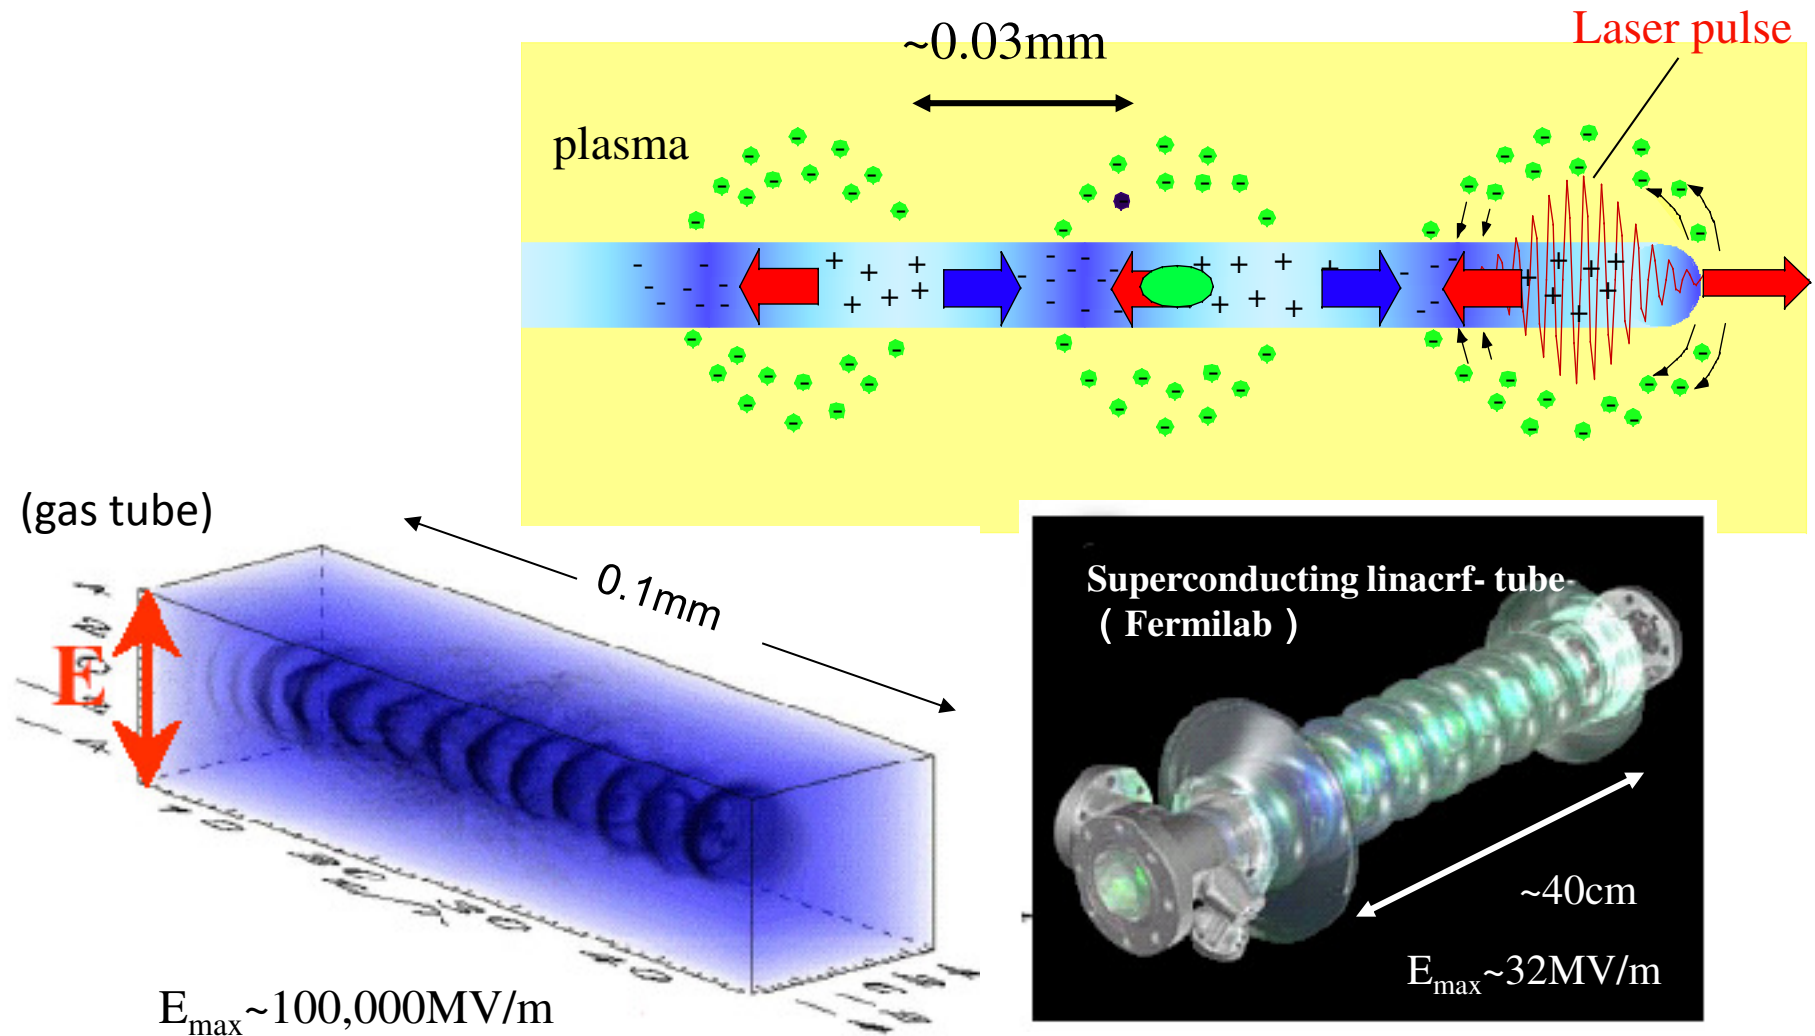 ~0.03mm
Laser pulse
plasma
(gas tube)
0.1mm
E
Superconducting linacrf- tube-
( Fermilab )
~40cm
Emax~32MV/m
Emax~100,000MV/m